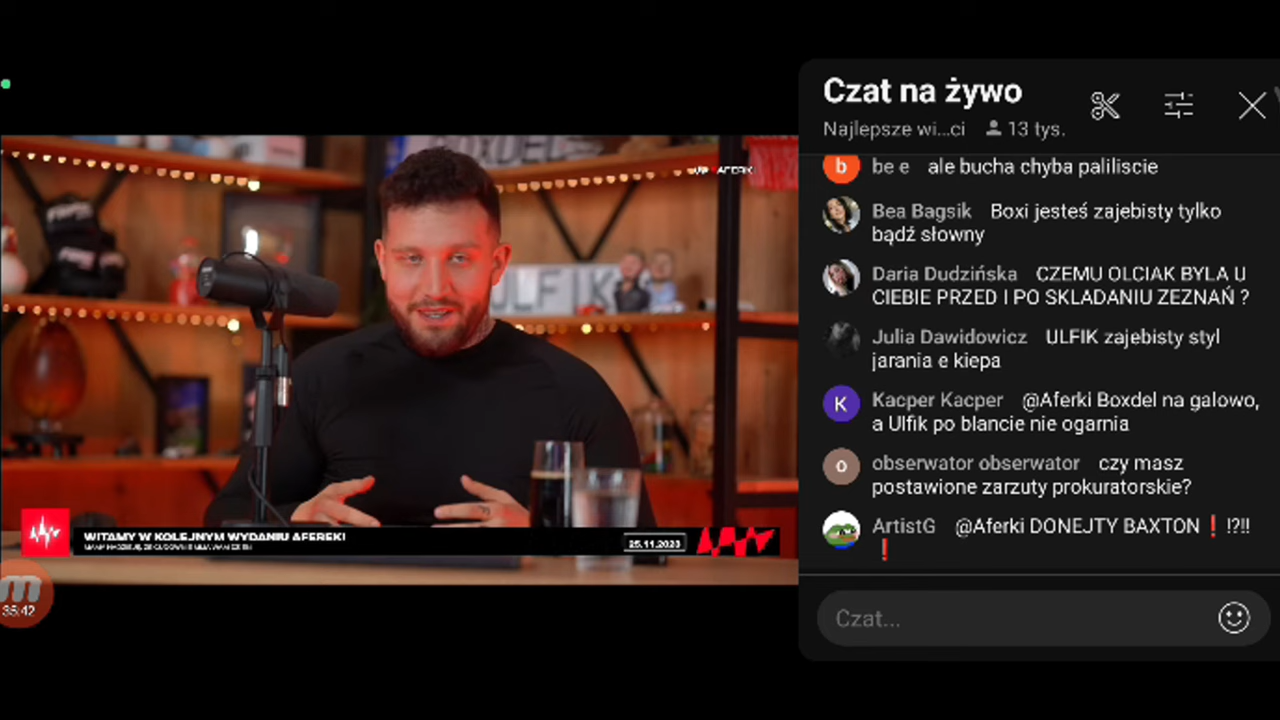 Czat na żywo
Najlepsze wi...ci 13 tys.
be e ale bucha chyba paliliscie
Bea Bagsik Boxi jesteś zajebisty tylko
bądź słowny
Daria Dudzińska CZEMU OLCIAK BYLA U
CIEBIE PRZED I PO SKLADANIU ZEZNAŃ ?
Julia Dawidowicz ULFIK zajebisty styl
jarania e kiepa
K Kacper Kacper @Aferki Boxdel na galowo,
a Ulfik po blancie nie ogarnia
o obserwator obserwator czy masz
postawione zarzuty prokuratorskie?
ArtistG @Aferki DONEJTY BAXTON❗!?!!
❗
Czat...
ULFIK
WITAMY W KOLEJNYM WYDANIU AFEREK!
25.11.2023
35:42